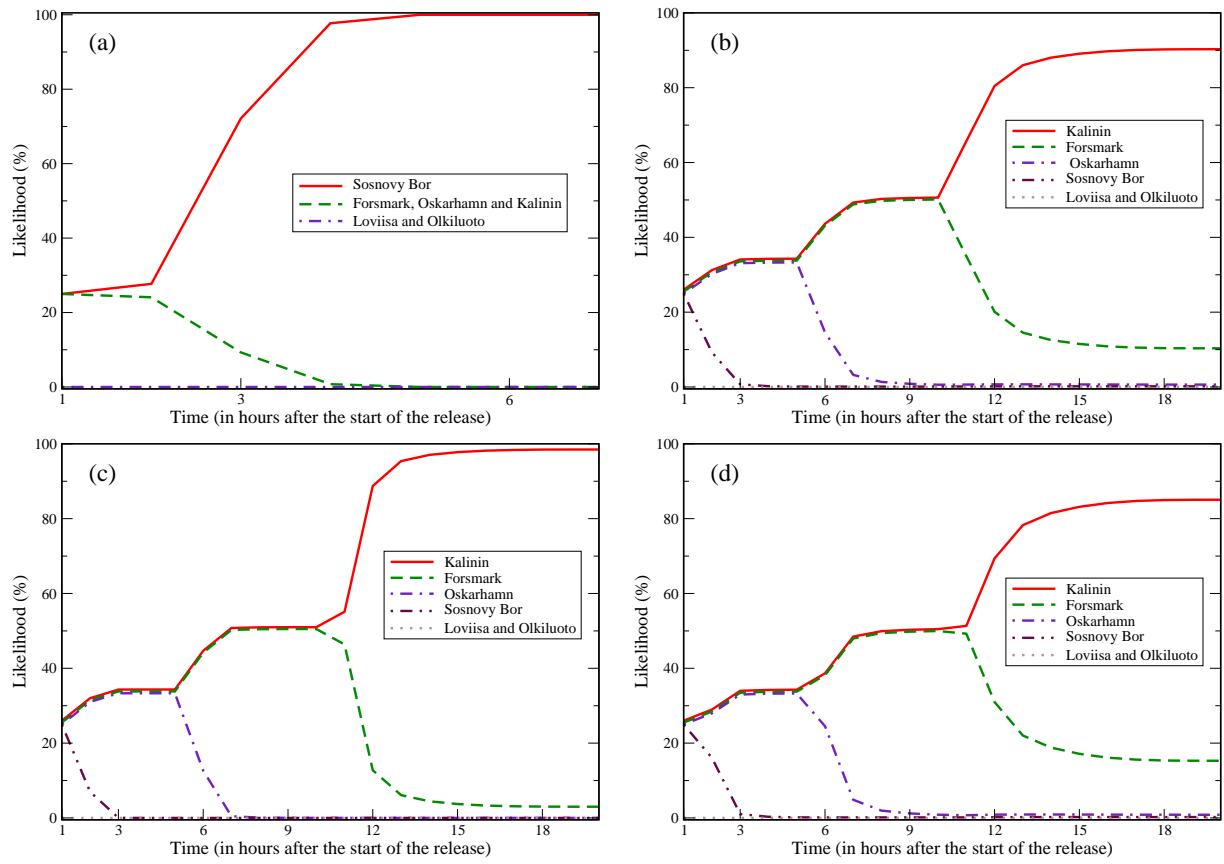 (a)
Likelihood (%)
100
80
60
40
20
0
Sosnovy Bor
Forsmark, Oskarhamn and Kalinin
Loviisa and Olkiluoto
1 3 6
Time (in hours after the start of the release)
(b)
Likelihood (%)
100
80
60
40
20
0
Kalinin
Forsmark
Oskarhamn
Sosnovy Bor
Loviisa and Olkiluoto
1 3 6 9 12 15 18
Time (in hours after the start of the release)
(c)
Likelihood (%)
100
80
60
40
20
0
Kalinin
Forsmark
Oskarhamn
Sosnovy Bor
Loviisa and Olkiluoto
1 3 6 9 12 15 18
Time (in hours after the start of the release)
(d)
Likelihood (%)
100
80
60
40
20
0
Kalinin
Forsmark
Oskarhamn
Sosnovy Bor
Loviisa and Olkiluoto
1 3 6 9 12 15 18
Time (in hours after the start of the release)